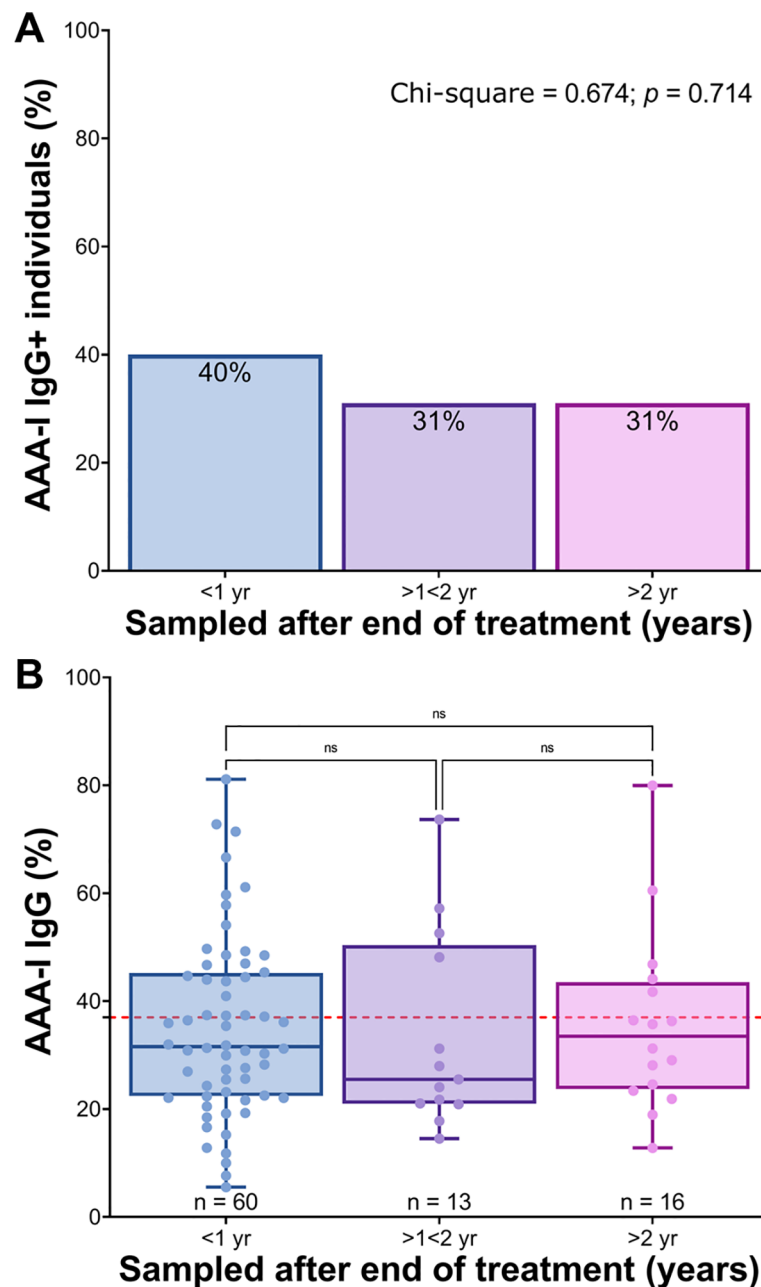 A
100
Chi-square = 0.674; p = 0.714
80
60
40
20
0
AAA-I IgG+ individuals (%)
40%
31%
31%
<1 yr
>1<2 yr
>2 yr
Sampled after end of treatment (years)
B
100
80
60
40
20
0
AAA-I IgG (%)
ns
ns
ns
n = 60
n = 13
n = 16
<1 yr
>1<2 yr
>2 yr
Sampled after end of treatment (years)